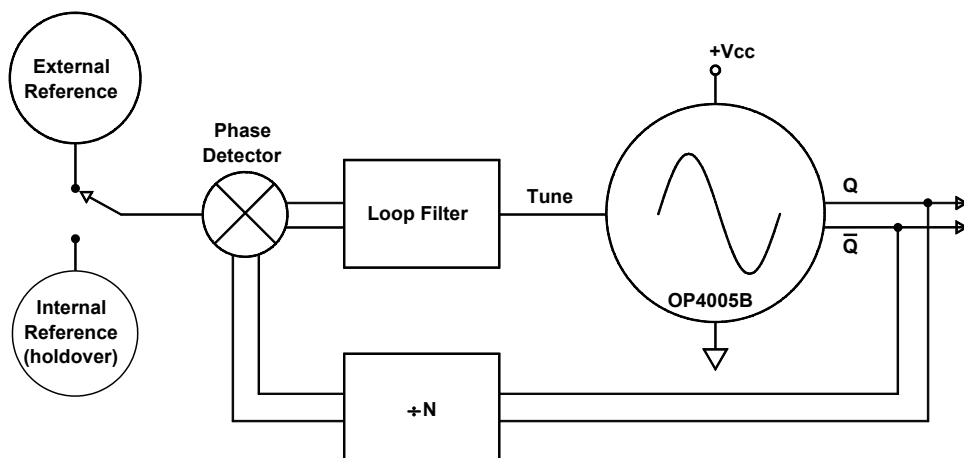 External
Reference
Phase
Detector
Loop Filter
Tune
+Vcc
OP4005B
Q
Q̅
Internal
Reference
(holdover)
÷N